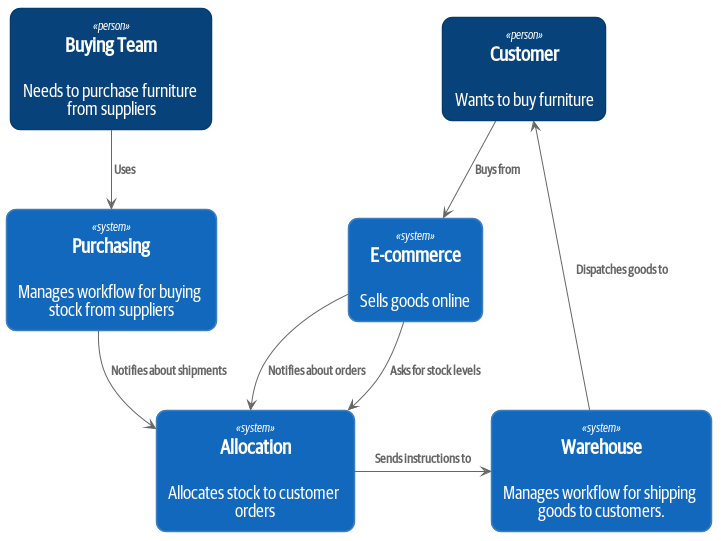 «person»
Buying Team
Needs to purchase furniture
from suppliers
«person»
Customer
Wants to buy furniture
Uses
Buys from
«system»
Purchasing
Manages workflow for buying
stock from suppliers
«system»
E-commerce
Sells goods online
Dispatches goods to
Notifies about shipments
Notifies about orders
Asks for stock levels
«system»
Allocation
Allocates stock to customer
orders
Sends instructions to
«system»
Warehouse
Manages workflow for shipping
goods to customers.